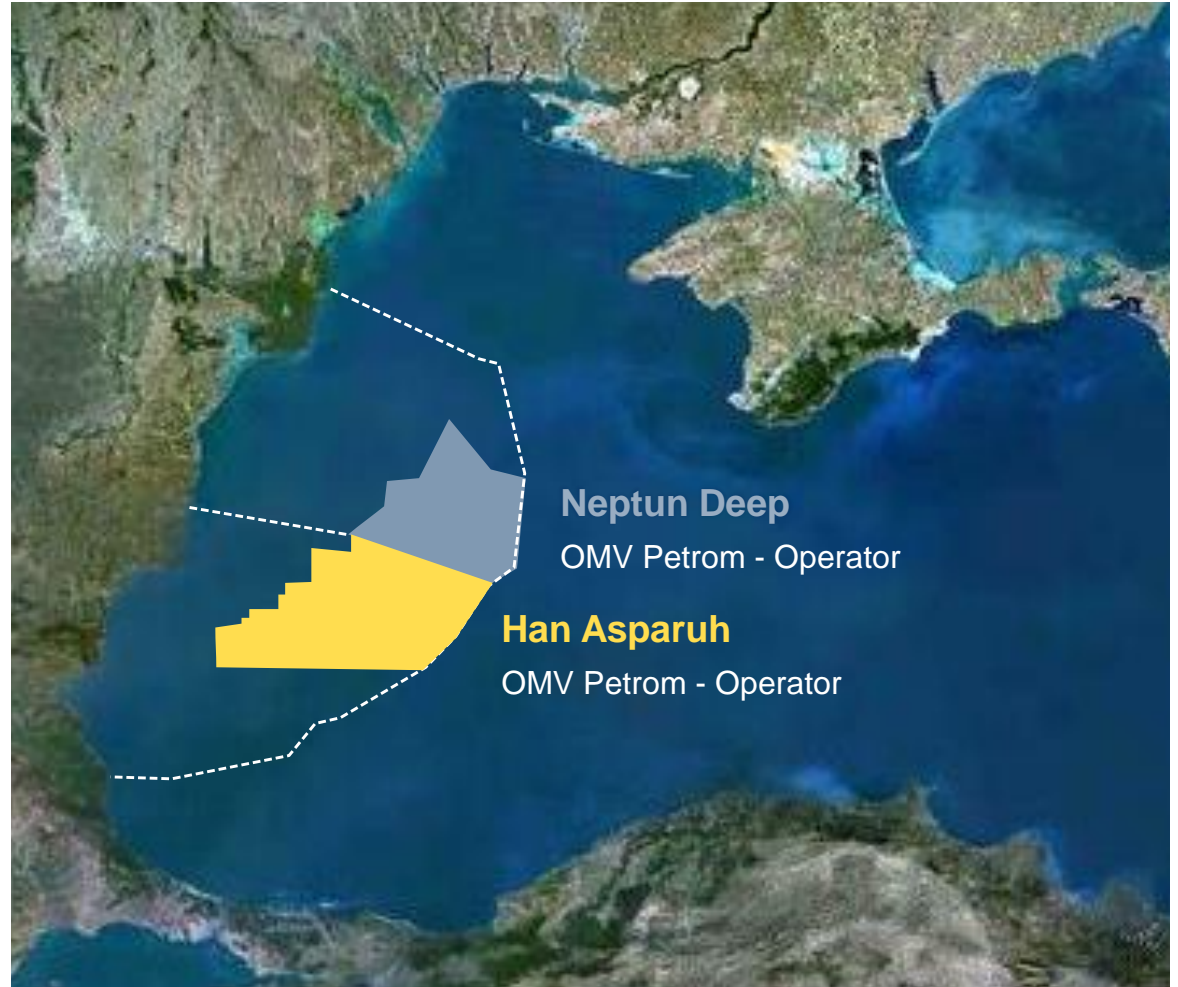 Neptun Deep
OMV Petrom - Operator
Han Asparuh
OMV Petrom - Operator